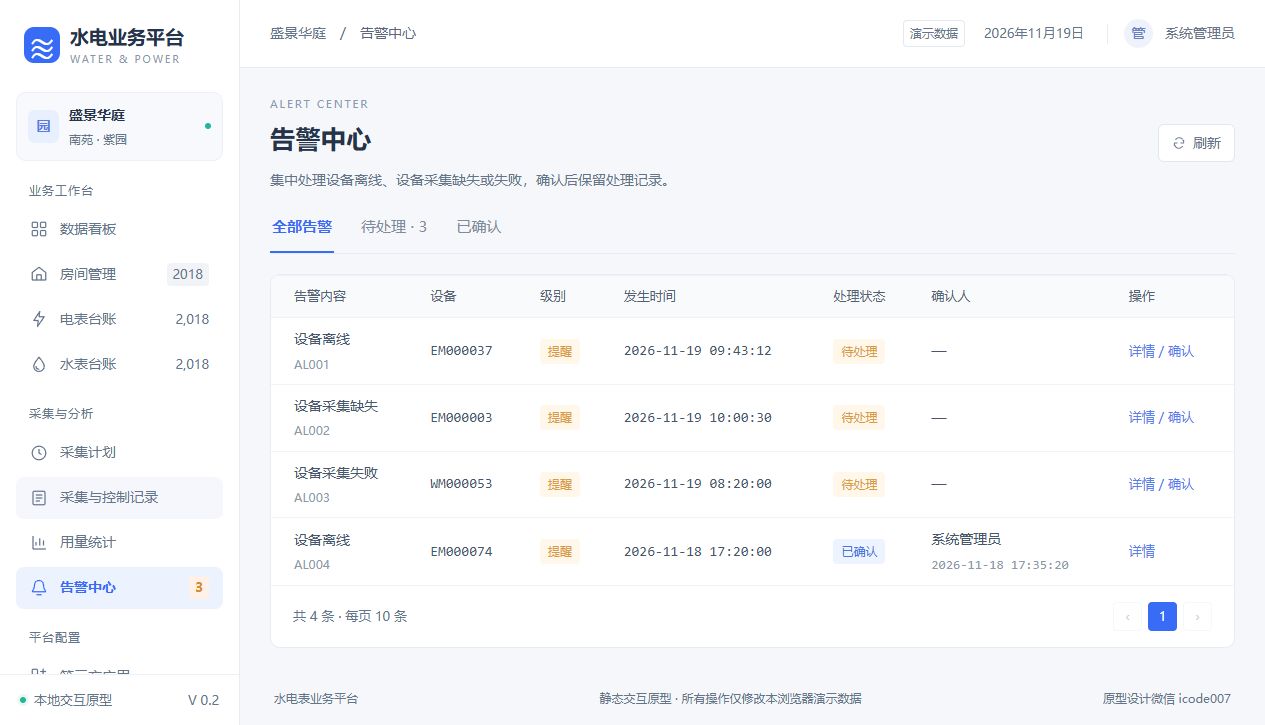 水电业务平台
WATER & POWER
园
盛景华庭
南苑 · 紫园
业务工作台
数据看板
房间管理 2018
电表台账 2,018
水表台账 2,018
采集与分析
采集计划
采集与控制记录
用量统计
告警中心 3
平台配置
本地交互原型 V 0.2
盛景华庭 / 告警中心
演示数据 2026年11月19日 管 系统管理员
ALERT CENTER
告警中心
刷新
集中处理设备离线、设备采集缺失或失败，确认后保留处理记录。
全部告警 待处理 · 3 已确认
告警内容 设备 级别 发生时间 处理状态 确认人 操作
设备离线
AL001
EM000037 提醒 2026-11-19 09:43:12 待处理 — 详情 / 确认
设备采集缺失
AL002
EM000003 提醒 2026-11-19 10:00:30 待处理 — 详情 / 确认
设备采集失败
AL003
WM000053 提醒 2026-11-19 08:20:00 待处理 — 详情 / 确认
设备离线
AL004
EM000074 提醒 2026-11-18 17:20:00 已确认 系统管理员 详情
2026-11-18 17:35:20
共 4 条 · 每页 10 条 ‹ 1 ›
水电表业务平台 静态交互原型 · 所有操作仅修改本浏览器演示数据 原型设计微信 icode007